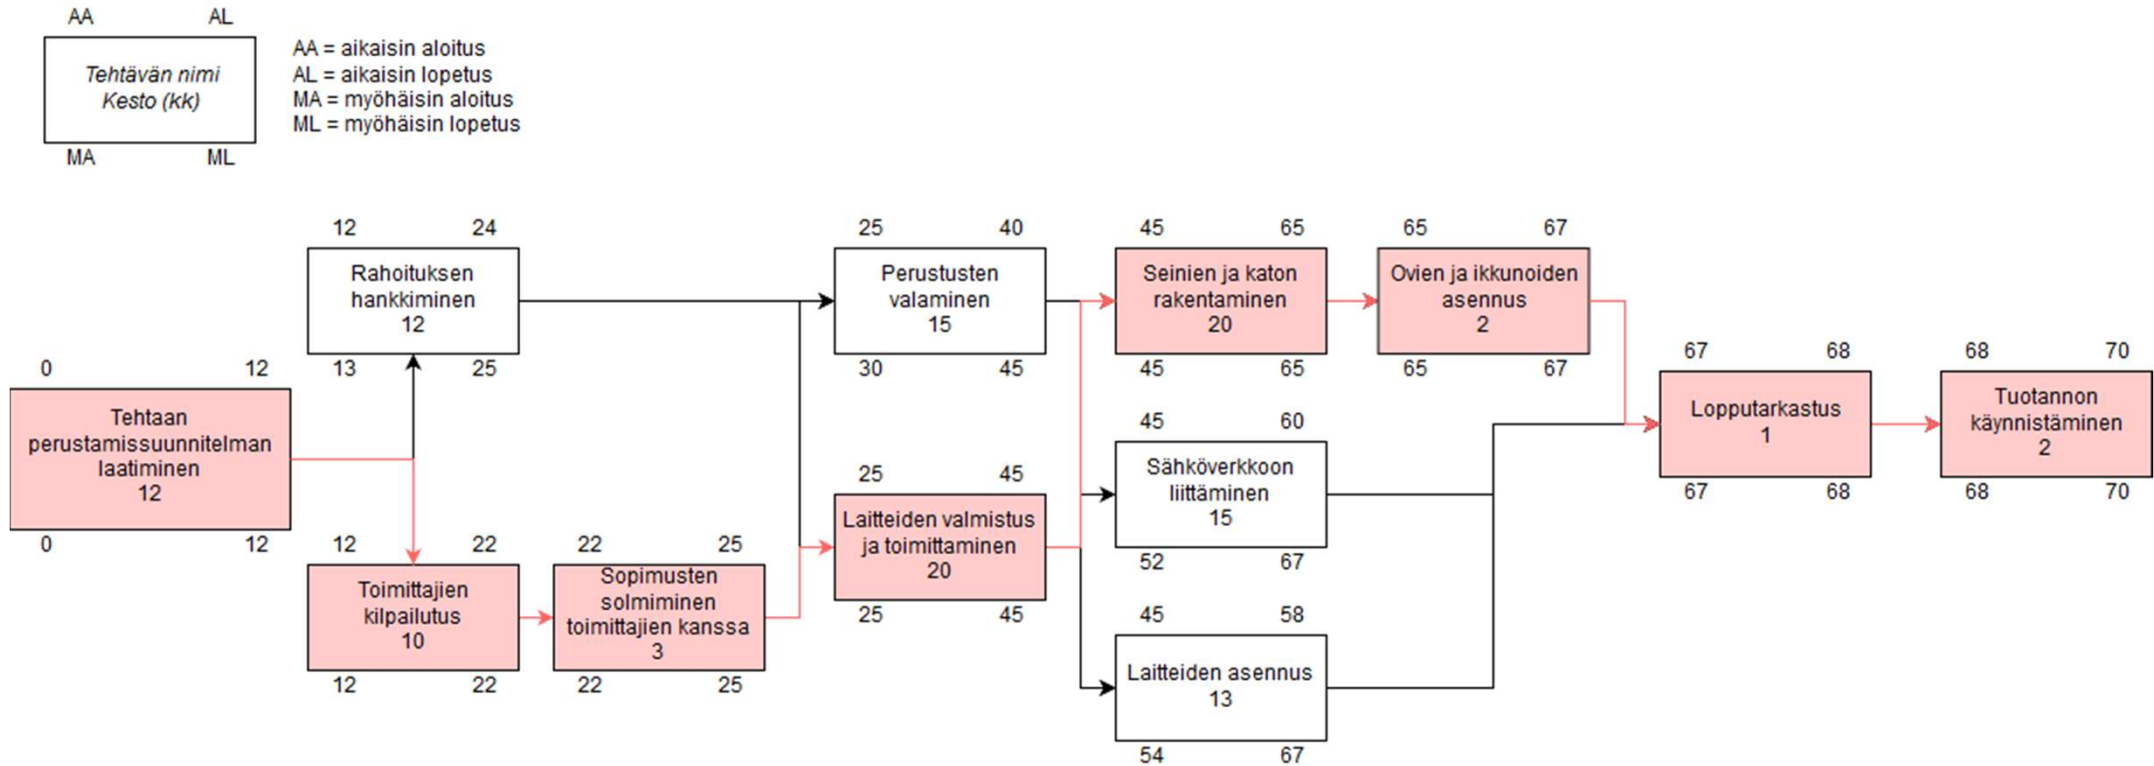 AA AL
Tehtävän nimi
Kesto (kk)
MA ML
AA = aikaisin aloitus
AL = aikaisin lopetus
MA = myöhäisin aloitus
ML = myöhäisin lopetus
0 12
Tehtaan
perustamissuunnitelman
laatiminen
12
0 12
12 24
Rahoituksen
hankkiminen
12
13 25
12 22
Toimittajien
kilpailutus
10
12 22
22 25
Sopimusten
solmiminen
toimittajien kanssa
3
22 25
25 40
Perustusten
valaminen
15
30 45
25 45
Laitteiden valmistus
ja toimittaminen
20
25 45
45 65
Seinien ja katon
rakentaminen
20
45 65
65 67
Ovien ja ikkunoiden
asennus
2
65 67
45 60
Sähköverkkoon
liittäminen
15
52 67
45 58
Laitteiden asennus
13
54 67
67 68
Lopputarkastus
1
67 68
68 70
Tuotannon
käynnistäminen
2
68 70